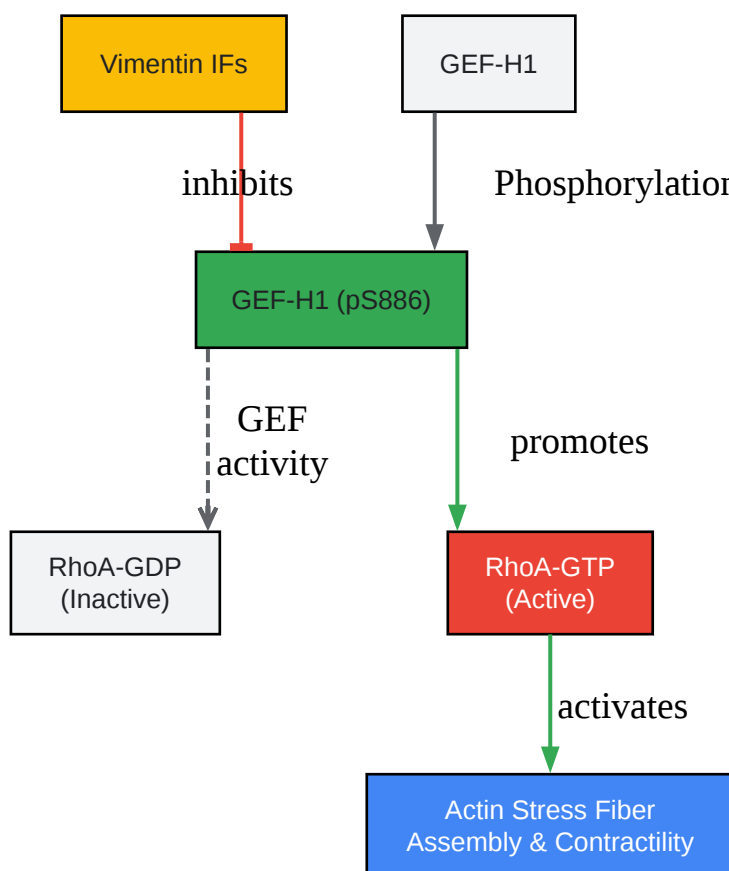 Vimentin IFs
GEF-H1
inhibits
Phosphorylation
GEF-H1 (pS886)
GEF
activity
promotes
RhoA-GDP
(Inactive)
RhoA-GTP
(Active)
activates
Actin Stress Fiber
Assembly & Contractility